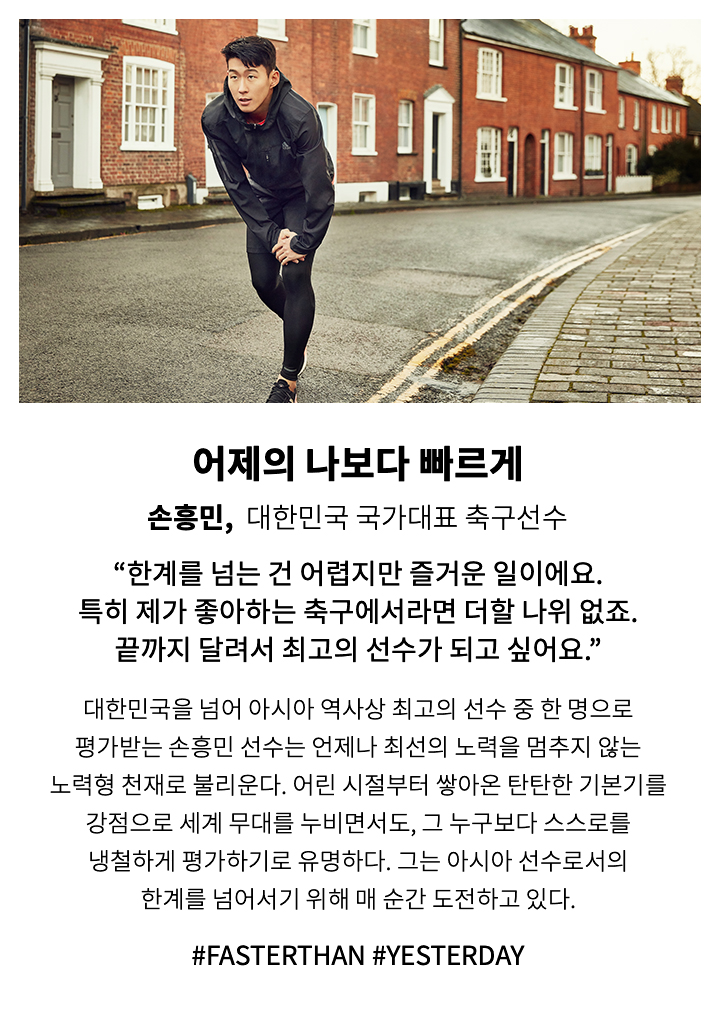 어제의 나보다 빠르게
손흥민, 대한민국 국가대표 축구선수
“한계를 넘는 건 어렵지만 즐거운 일이에요.
특히 제가 좋아하는 축구에서라면 더할 나위 없죠.
끝까지 달려서 최고의 선수가 되고 싶어요.”
대한민국을 넘어 아시아 역사상 최고의 선수 중 한 명으로
평가받는 손흥민 선수는 언제나 최선의 노력을 멈추지 않는
노력형 천재로 불리운다. 어린 시절부터 쌓아온 탄탄한 기본기를
강점으로 세계 무대를 누비면서도, 그 누구보다 스스로를
냉철하게 평가하기로 유명하다. 그는 아시아 선수로서의
한계를 넘어서기 위해 매 순간 도전하고 있다.
#FASTERTHAN #YESTERDAY